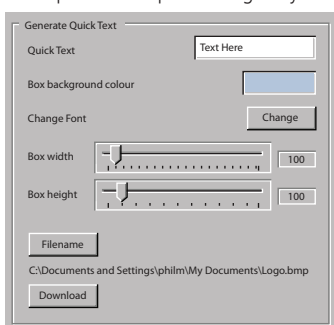 Generate Quick Text
Quick Text Text Here
Box background colour
Change Font Change
Box width 100
Box height 100
Filename
C:\Documents and Settings\philm\My Documents\Logo.bmp
Download